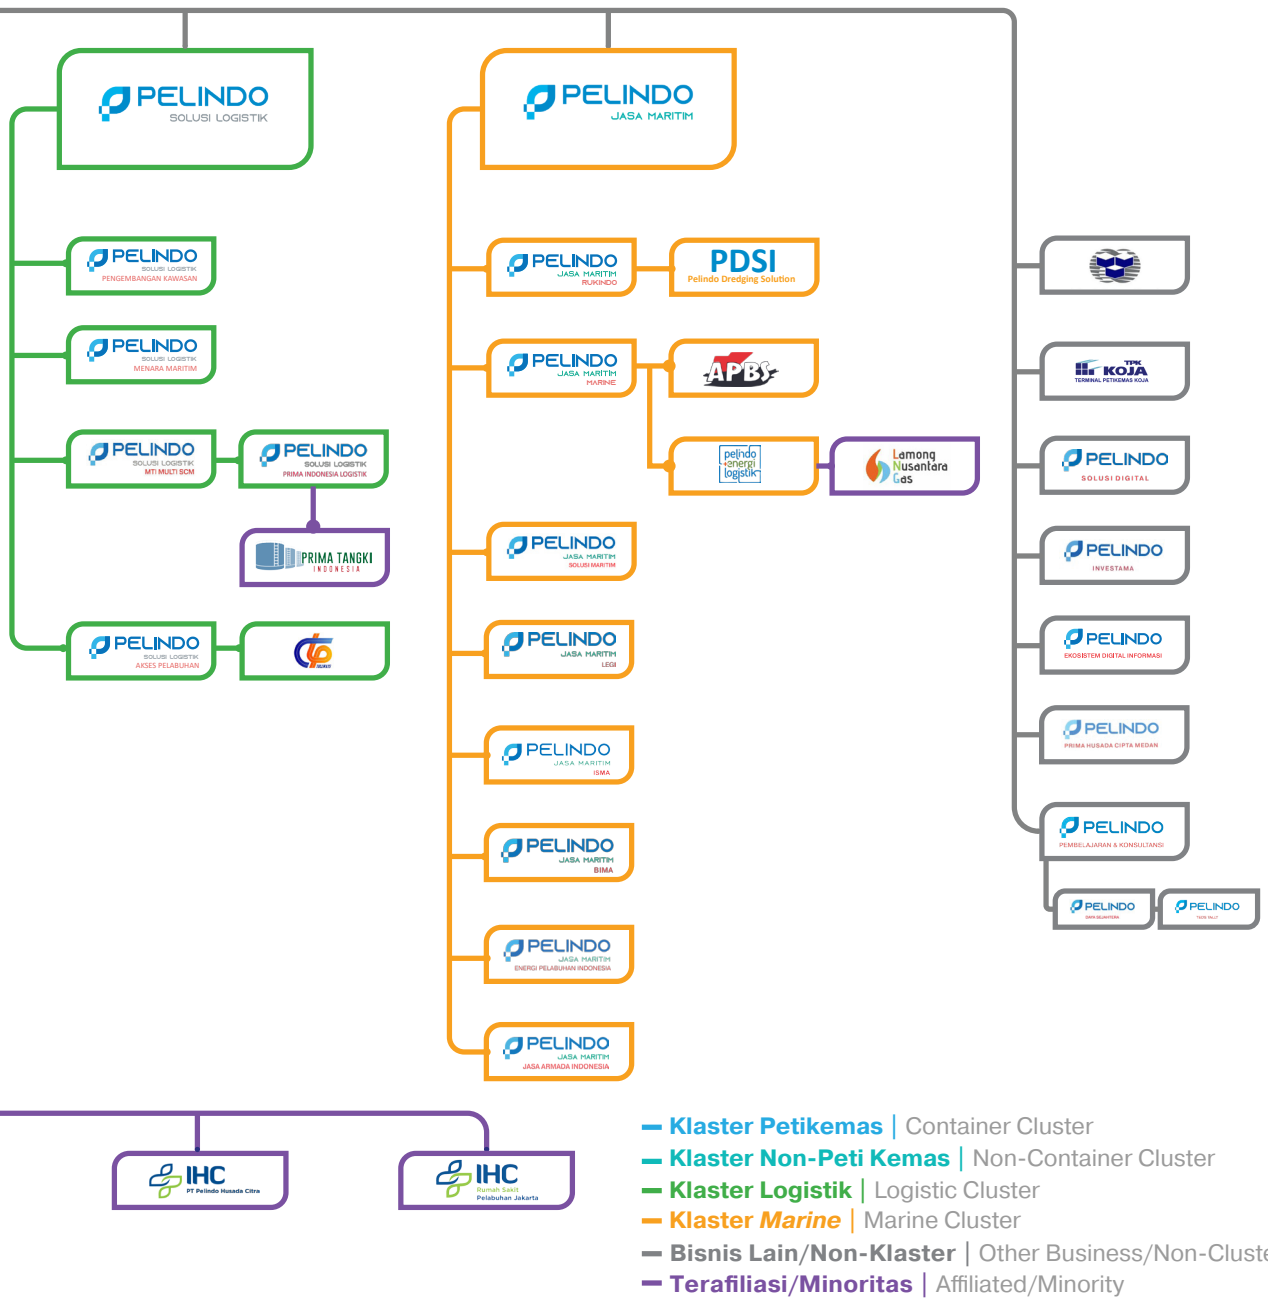 PELINDO
SOLUSI LOGISTIK
PELINDO
SOLUSI LOGISTIK
PENGEMBANGAN KAWASAN
PELINDO
SOLUSI LOGISTIK
MENARA MARITIM
PELINDO
SOLUSI LOGISTIK
MTI MULTI SCM
PELINDO
SOLUSI LOGISTIK
PRIMA INDONESIA LOGISTIK
PRIMA TANGKI
INDONESIA
PELINDO
SOLUSI LOGISTIK
AKSES PELABUHAN
PELINDO
JASA MARITIM
PELINDO
JASA MARITIM
RUKINDO
PDSI
Pelindo Dredging Solution
PELINDO
JASA MARITIM
MARINE
APBS
pelindo
energi
logistik
Lamong
Nusantara
Gas
PELINDO
JASA MARITIM
SOLUSI MARITIM
PELINDO
JASA MARITIM
LEGI
PELINDO
JASA MARITIM
ISMA
PELINDO
JASA MARITIM
BIMA
PELINDO
JASA MARITIM
ENERGI PELABUHAN INDONESIA
PELINDO
JASA MARITIM
JASA ARMADA INDONESIA
TPK
KOJA
TERMINAL PETIKEMAS KOJA
PELINDO
SOLUSI DIGITAL
PELINDO
INVESTAMA
PELINDO
EKOSISTEM DIGITAL INFORMASI
PELINDO
PRIMA HUSADA CIPTA MEDAN
PELINDO
PEMBELAJARAN & KONSULTANSI
PELINDO
DAYA SEJAHTERA
PELINDO
IHC
PT Pelindo Husada Citra
IHC
Rumah Sakit
Pelabuhan Jakarta
Klaster Petikemas | Container Cluster
Klaster Non-Peti Kemas | Non-Container Cluster
Klaster Logistik | Logistic Cluster
Klaster Marine | Marine Cluster
Bisnis Lain/Non-Klaster | Other Business/Non-Cluste
Terafiliasi/Minoritas | Affiliated/Minority